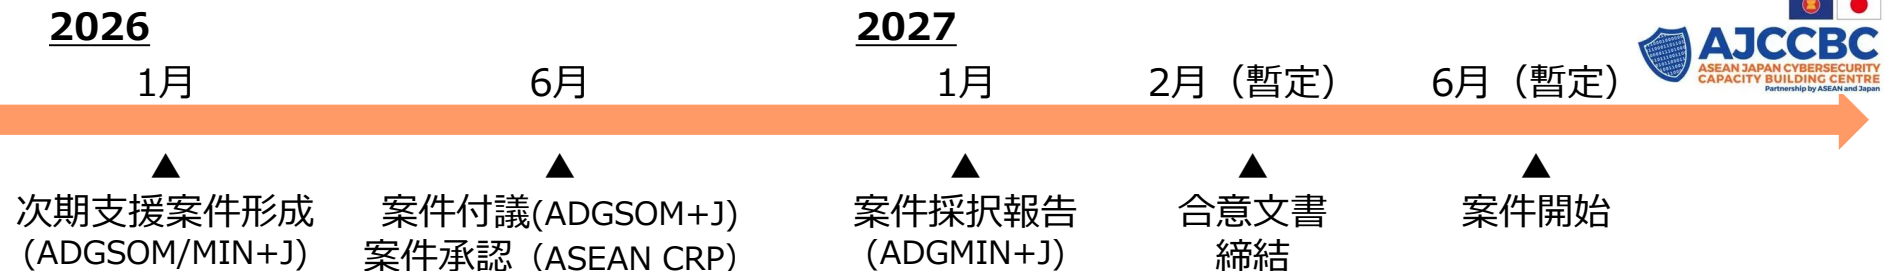 2026
2027
1月
6月
1月
2月（暫定）
6月（暫定）
AJCCBC
ASEAN JAPAN CYBERSECURITY
CAPACITY BUILDING CENTRE
Partnership by ASEAN and Japan
▲
▲
▲
▲
▲
次期支援案件形成
(ADGSOM/MIN+J)
案件付議(ADGSOM+J)
案件承認（ASEAN CRP）
案件採択報告
(ADGMIN+J)
合意文書
締結
案件開始